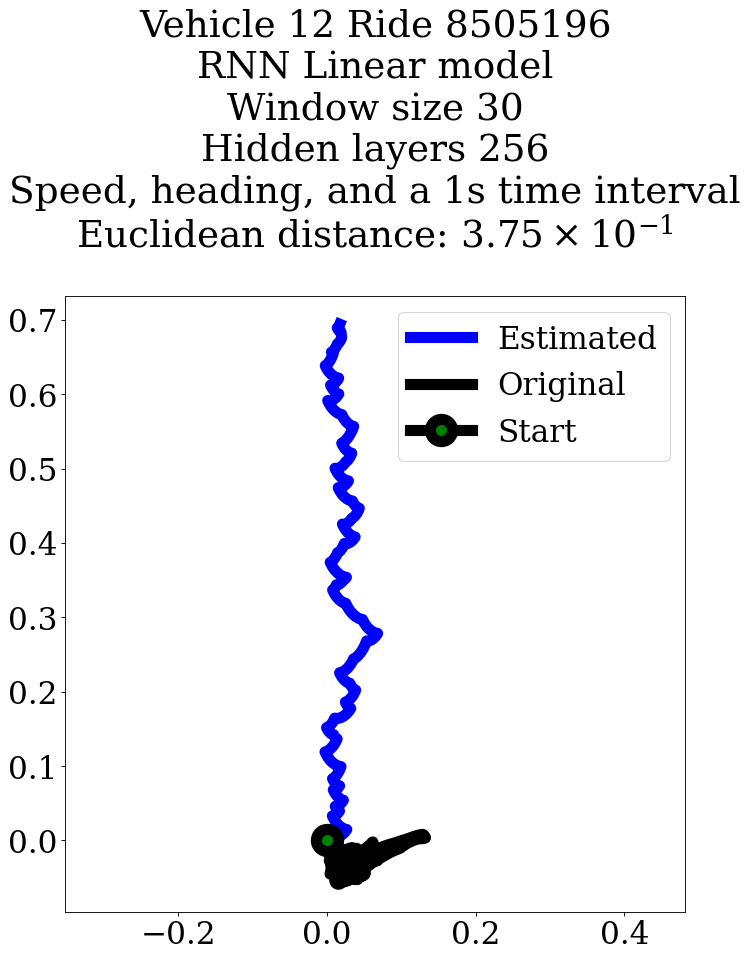 Vehicle 12 Ride 8505196
RNN Linear model
Window size 30
Hidden layers 256
Speed, heading, and a 1s time interval
Euclidean distance: 3.75 × 10⁻¹
0.7
0.6
0.5
0.4
0.3
0.2
0.1
0.0
Estimated
Original
Start
−0.2
0.0
0.2
0.4